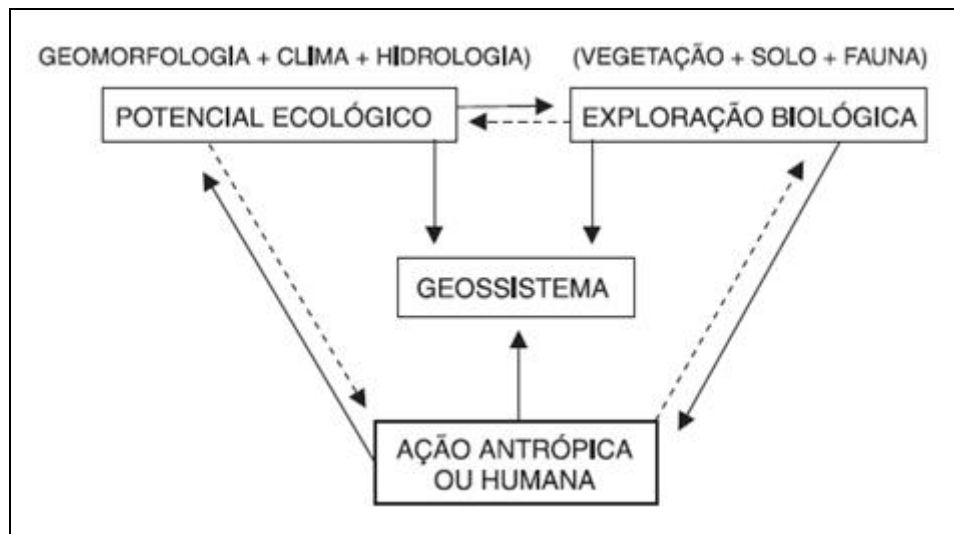 GEOMORFOLOGIA + CLIMA + HIDROLOGIA)
(VEGETAÇÃO + SOLO + FAUNA)
POTENCIAL ECOLÓGICO
EXPLORAÇÃO BIOLÓGICA
GEOSSISTEMA
AÇÃO ANTRÓPICA
OU HUMANA